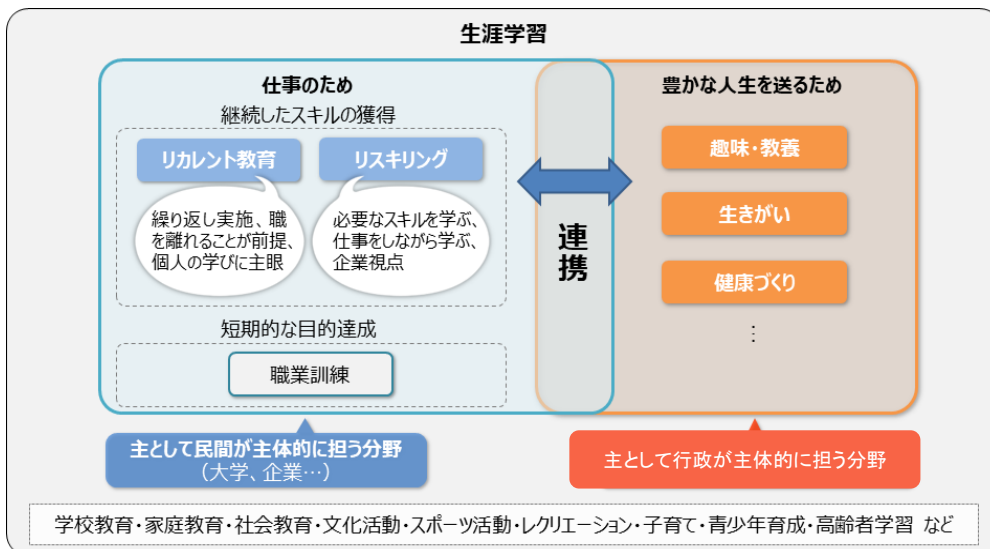 生涯学習
仕事のため
継続したスキルの獲得
リカレント教育
リスキリング
繰り返し実施、職
を離れることが前提、
個人の学びに主眼
必要なスキルを学ぶ、
仕事をしながら学ぶ、
企業視点
短期的な目的達成
職業訓練
連携
豊かな人生を送るため
趣味・教養
生きがい
健康づくり
⋮
主として民間が主体的に担う分野
（大学、企業…）
主として行政が主体的に担う分野
学校教育・家庭教育・社会教育・文化活動・スポーツ活動・レクリエーション・子育て・青少年育成・高齢者学習 など